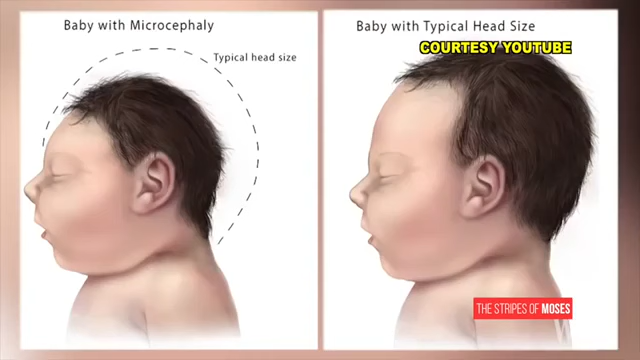 Baby with Microcephaly
Typical head size
Baby with Typical Head Size
COURTESY YOUTUBE
THE STRIPES OF MOSES